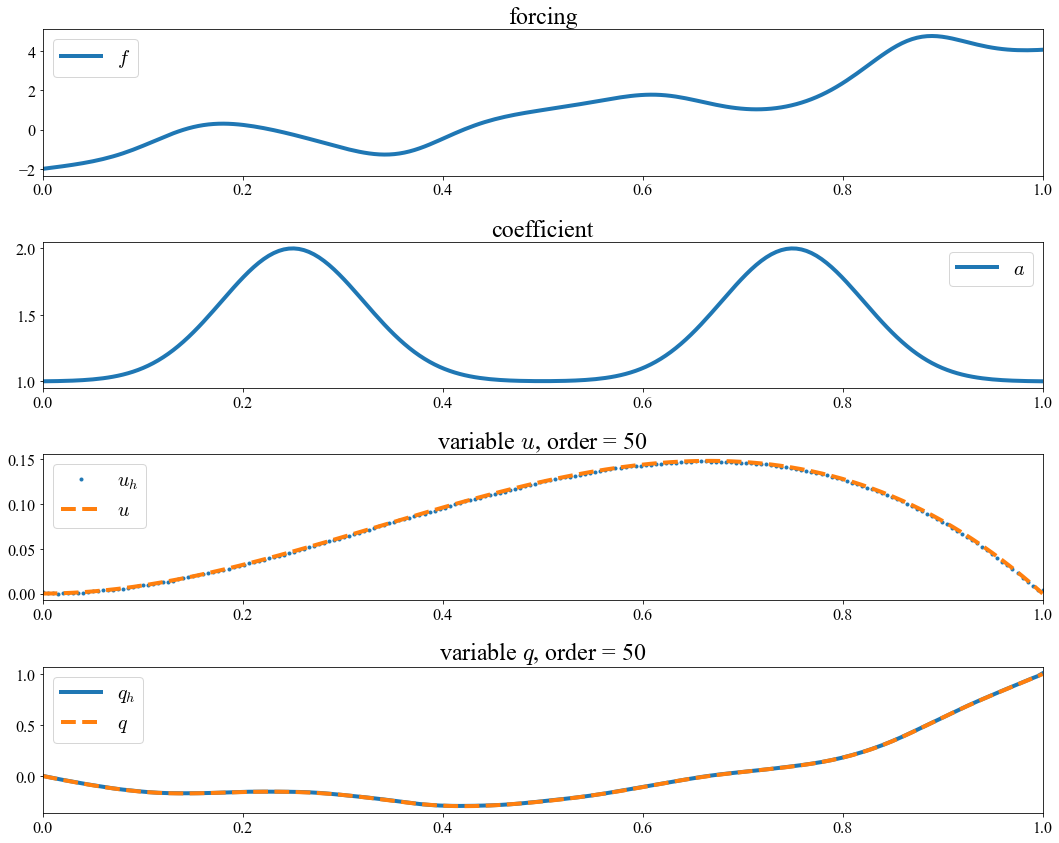 forcing
f
4
2
0
−2
0.0 0.2 0.4 0.6 0.8 1.0
coefficient
a
2.0
1.5
1.0
0.0 0.2 0.4 0.6 0.8 1.0
variable u, order = 50
u_h
u
0.15
0.10
0.05
0.00
0.0 0.2 0.4 0.6 0.8 1.0
variable q, order = 50
q_h
q
1.0
0.5
0.0
0.0 0.2 0.4 0.6 0.8 1.0